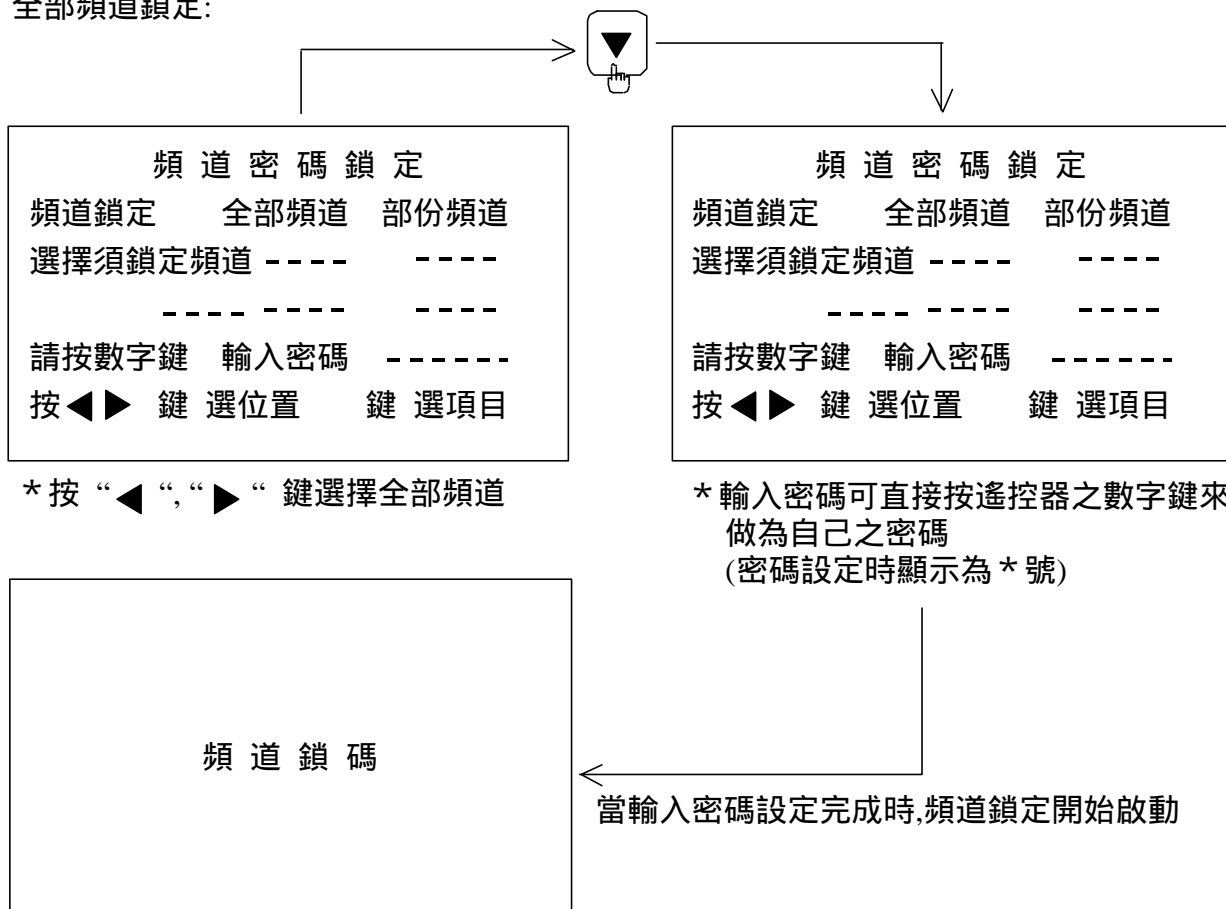 全部頻道鎖定:
▼
頻 道 密 碼 鎖 定
頻道鎖定 全部頻道 部份頻道
選擇須鎖定頻道 ---- ----
---- ---- ----
請按數字鍵 輸入密碼 ------
按◀▶ 鍵 選位置 鍵 選項目
*按 “◀ “, “▶ “ 鍵選擇全部頻道
頻 道 密 碼 鎖 定
頻道鎖定 全部頻道 部份頻道
選擇須鎖定頻道 ---- ----
---- ---- ----
請按數字鍵 輸入密碼 ------
按◀▶ 鍵 選位置 鍵 選項目
*輸入密碼可直接按遙控器之數字鍵來
做為自己之密碼
(密碼設定時顯示為*號)
頻 道 鎖 碼
當輸入密碼設定完成時,頻道鎖定開始啟動